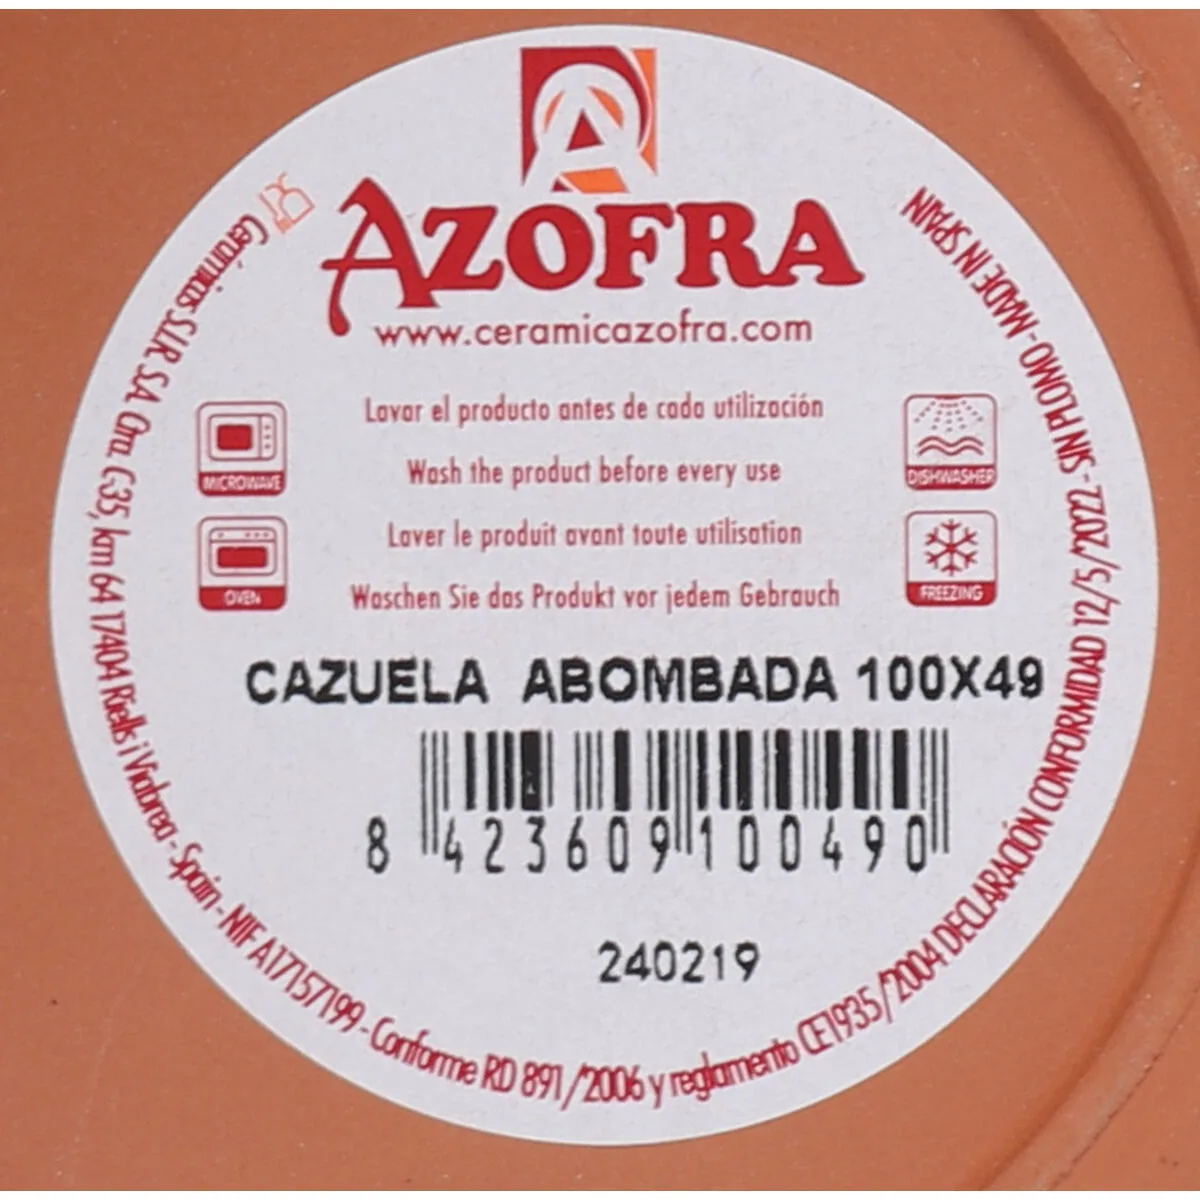 AZOFRA
www.ceramicazofra.com
Lavar el producto antes de cada utilización
Wash the product before every use
Laver le produit avant toute utilisation
Waschen Sie das Produkt vor jedem Gebrauch
MICROWAVE
OVEN
DISHWASHER
FREEZING
CAZUELA ABOMBADA 100X49
8 423609 100490
240219
Cerámicas SLLR S.A. Ctra. C-35, km 64 17404 Riells i Viabrea - Spain - NIF A17157199 - Conforme RD 891/2006 y reglamento CE1935/2004 DECLARACIÓN CONFORMIDAD 12/5/2022 - SIN PLOMO - MADE IN SPAIN